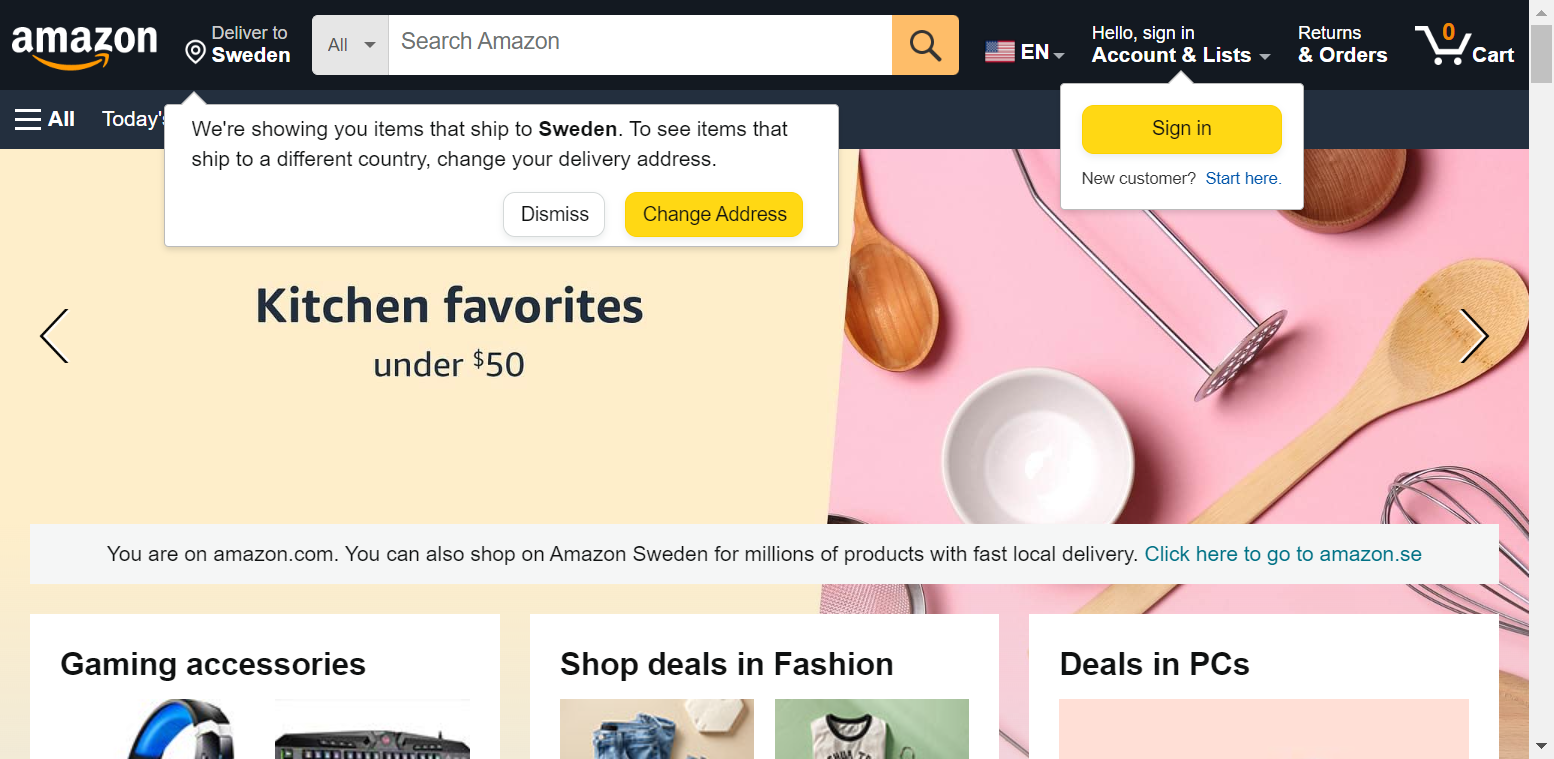 amazon
Deliver to
Sweden
All
Search Amazon
EN
Hello, sign in
Account & Lists
Returns
& Orders
0
Cart
All
Today's
We're showing you items that ship to Sweden. To see items that
ship to a different country, change your delivery address.
Dismiss
Change Address
Sign in
New customer? Start here.
Kitchen favorites
under $50
You are on amazon.com. You can also shop on Amazon Sweden for millions of products with fast local delivery. Click here to go to amazon.se
Gaming accessories
Shop deals in Fashion
Deals in PCs